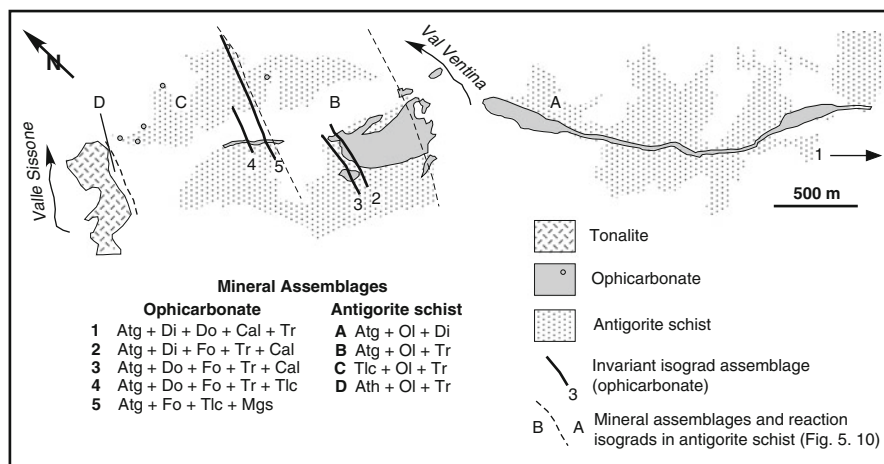 N
Valle Sissone
D
C
4
5
B
3
2
Val Ventina
A
1
500 m
Tonalite
Ophicarbonate
Antigorite schist
3
Invariant isograd assemblage
(ophicarbonate)
B A
Mineral assemblages and reaction
isograds in antigorite schist (Fig. 5. 10)
Mineral Assemblages
Ophicarbonate Antigorite schist
1 Atg + Di + Do + Cal + Tr A Atg + Ol + Di
2 Atg + Di + Fo + Tr + Cal B Atg + Ol + Tr
3 Atg + Do + Fo + Tr + Cal C Tlc + Ol + Tr
4 Atg + Do + Fo + Tr + Tlc D Ath + Ol + Tr
5 Atg + Fo + Tlc + Mgs